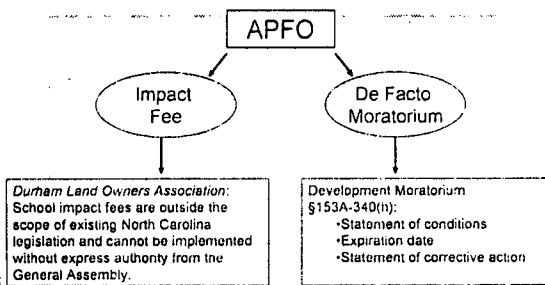 APFO
Impact
Fee
De Facto
Moratorium
Durham Land Owners Association:
School impact fees are outside the
scope of existing North Carolina
legislation and cannot be implemented
without express authority from the
General Assembly.
Development Moratorium
§153A-340(h):
•Statement of conditions
•Expiration date
•Statement of corrective action